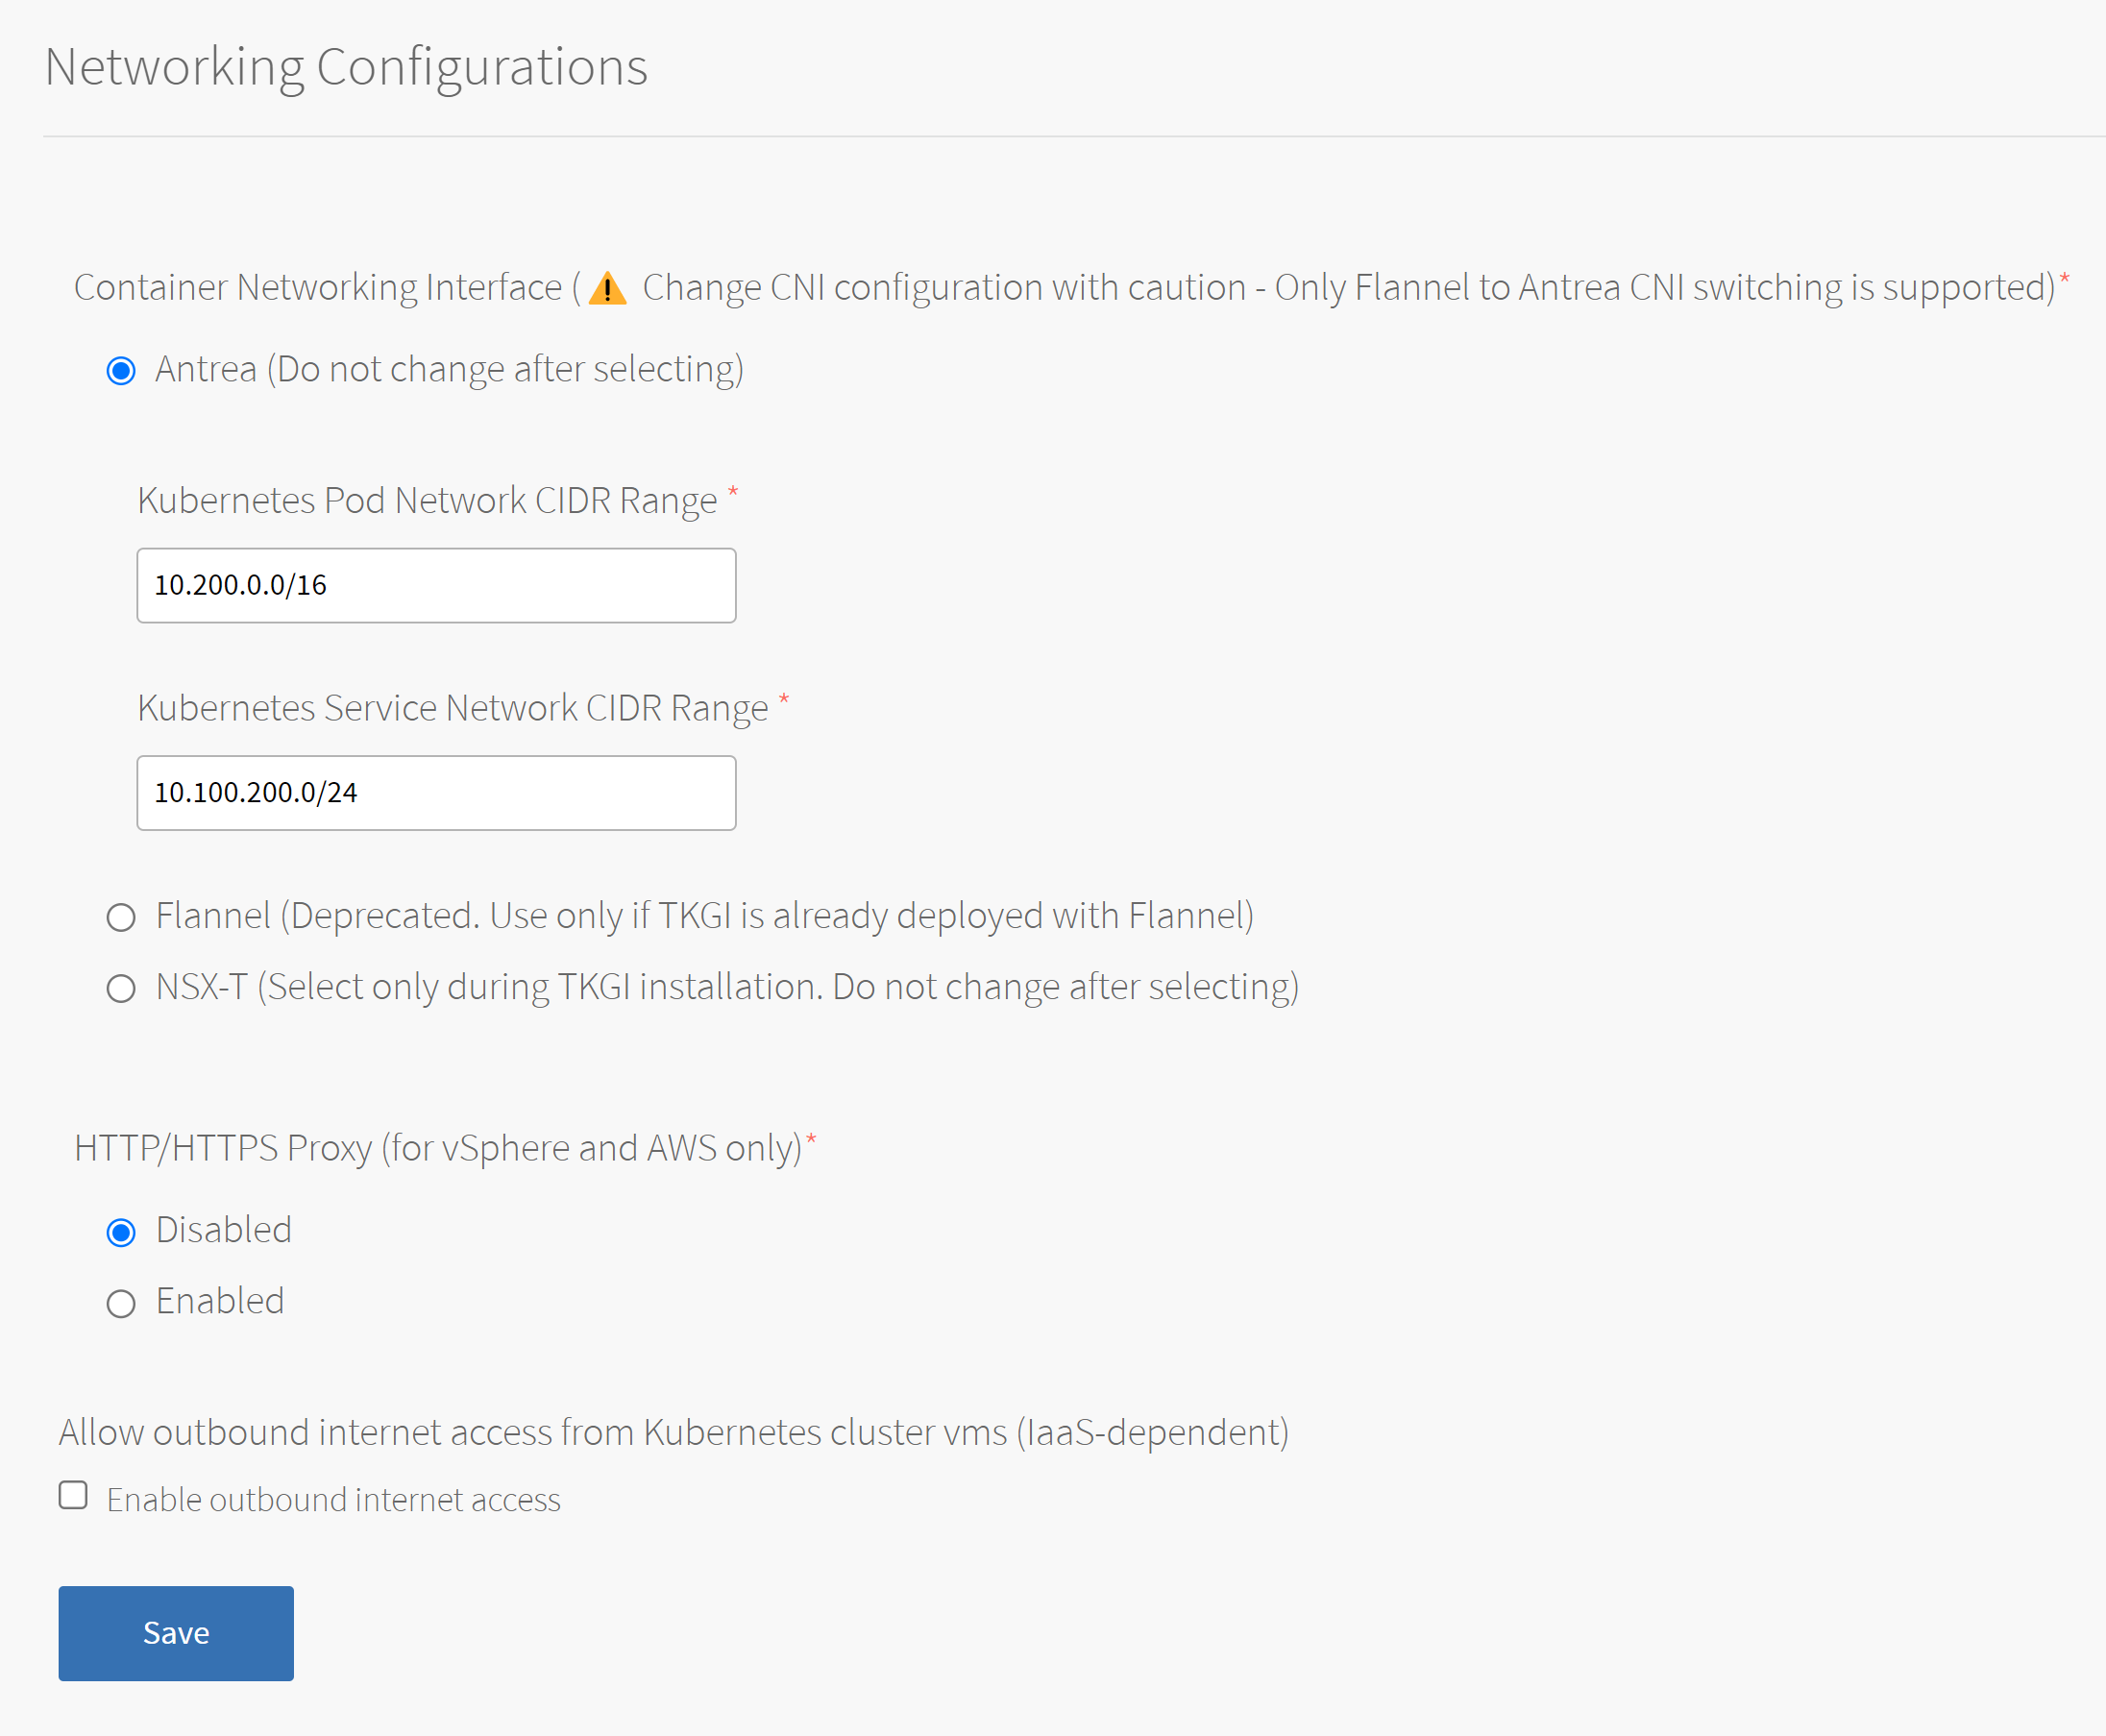 Networking Configurations
Container Networking Interface (⚠ Change CNI configuration with caution - Only Flannel to Antrea CNI switching is supported)*
Antrea (Do not change after selecting)
Kubernetes Pod Network CIDR Range *
10.200.0.0/16
Kubernetes Service Network CIDR Range *
10.100.200.0/24
Flannel (Deprecated. Use only if TKGI is already deployed with Flannel)
NSX-T (Select only during TKGI installation. Do not change after selecting)
HTTP/HTTPS Proxy (for vSphere and AWS only)*
Disabled
Enabled
Allow outbound internet access from Kubernetes cluster vms (IaaS-dependent)
Enable outbound internet access
Save